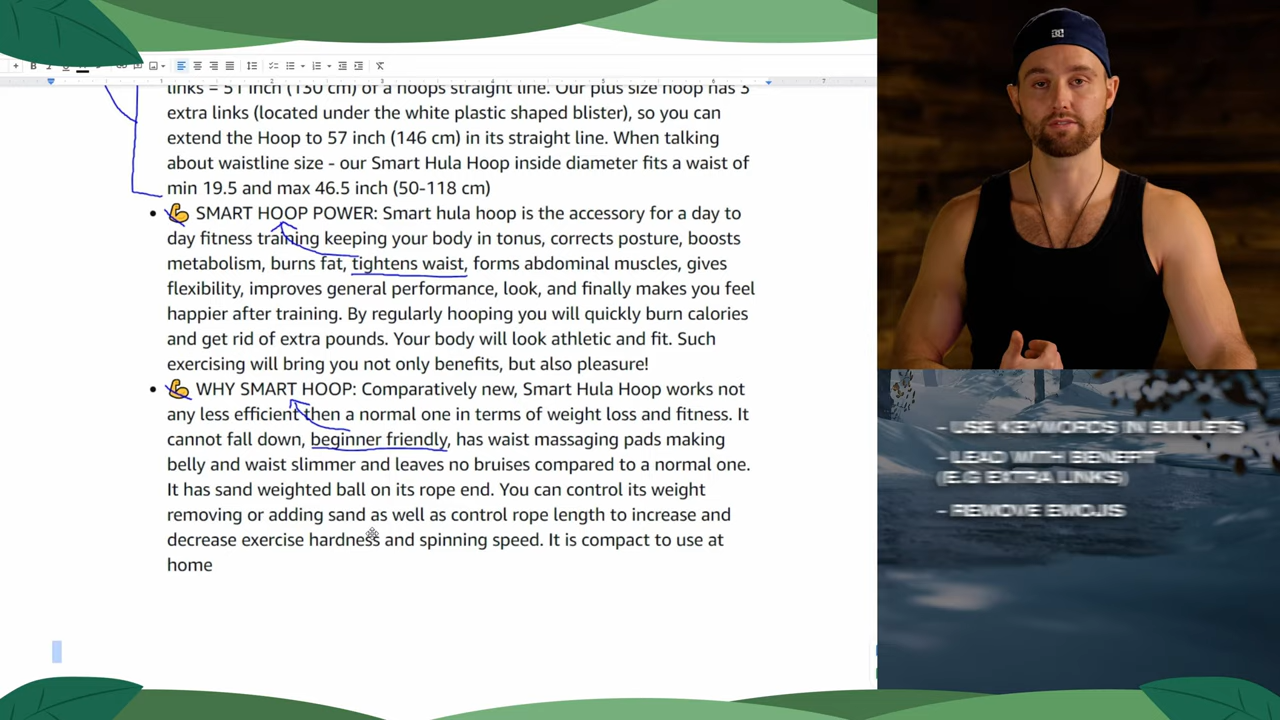 links = 51 inch (130 cm) of a hoops straight line. Our plus size hoop has 3
extra links (located under the white plastic shaped blister), so you can
extend the Hoop to 57 inch (146 cm) in its straight line. When talking
about waistline size - our Smart Hula Hoop inside diameter fits a waist of
min 19.5 and max 46.5 inch (50-118 cm)
• 💪 SMART HOOP POWER: Smart hula hoop is the accessory for a day to
day fitness training keeping your body in tonus, corrects posture, boosts
metabolism, burns fat, tightens waist, forms abdominal muscles, gives
flexibility, improves general performance, look, and finally makes you feel
happier after training. By regularly hooping you will quickly burn calories
and get rid of extra pounds. Your body will look athletic and fit. Such
exercising will bring you not only benefits, but also pleasure!
• 💪 WHY SMART HOOP: Comparatively new, Smart Hula Hoop works not
any less efficient then a normal one in terms of weight loss and fitness. It
cannot fall down, beginner friendly, has waist massaging pads making
belly and waist slimmer and leaves no bruises compared to a normal one.
It has sand weighted ball on its rope end. You can control its weight
removing or adding sand as well as control rope length to increase and
decrease exercise hardness and spinning speed. It is compact to use at
home
- USE KEYWORDS IN BULLETS
- LEAD WITH BENEFIT
(E.G EXTRA LINKS)
- REMOVE EMOJIS